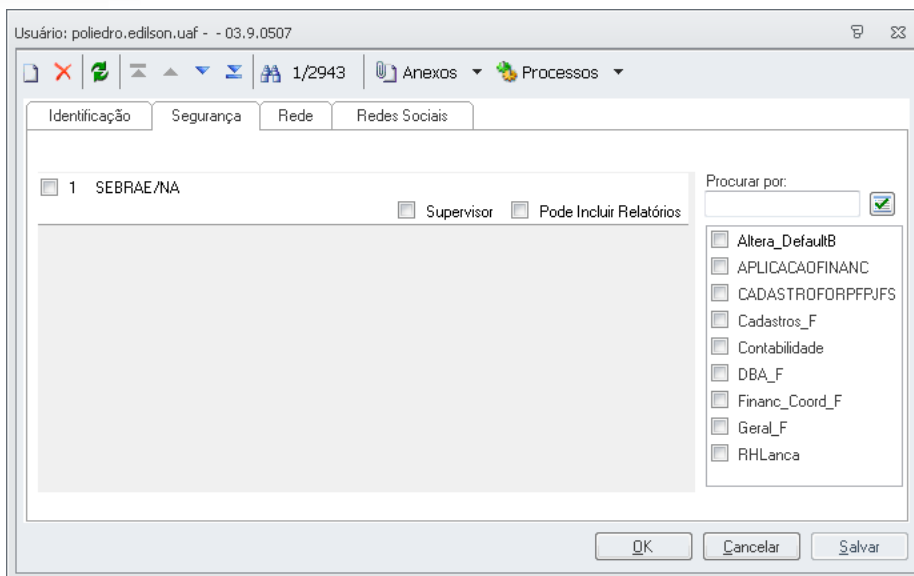 Usuário: poliedro.edilson.uaf - - 03.9.0507
1/2943 Anexos Processos
Identificação Segurança Rede Redes Sociais
1 SEBRAE/NA
Supervisor Pode Incluir Relatórios
Procurar por:
Altera_DefaultB
APLICACAOFINANC
CADASTROFORPFPJFS
Cadastros_F
Contabilidade
DBA_F
Financ_Coord_F
Geral_F
RHLanca
OK Cancelar Salvar